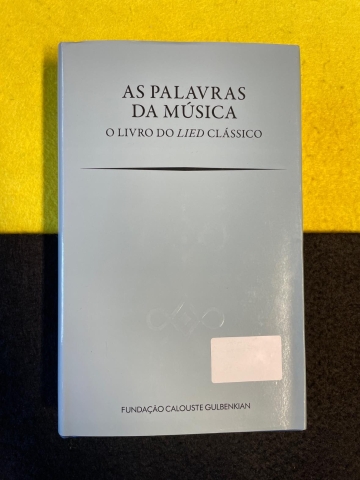 AS PALAVRAS
DA MÚSICA
O LIVRO DO LIED CLÁSSICO
FUNDAÇÃO CALOUSTE GULBENKIAN